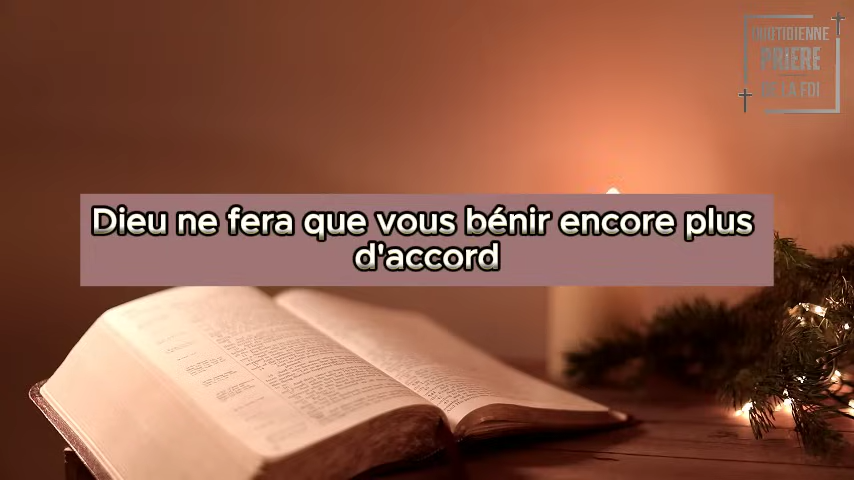 QUOTIDIENNE
PRIERE
DE LA FOI
Dieu ne fera que vous bénir encore plus
d'accord